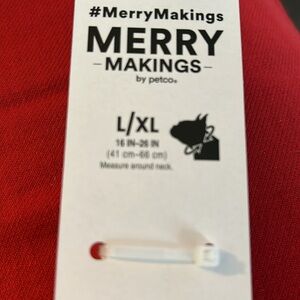 #MerryMakings
MERRY
-MAKINGS-
by petco®
L/XL
16 IN–26 IN
(41 cm–66 cm)
Measure around neck.